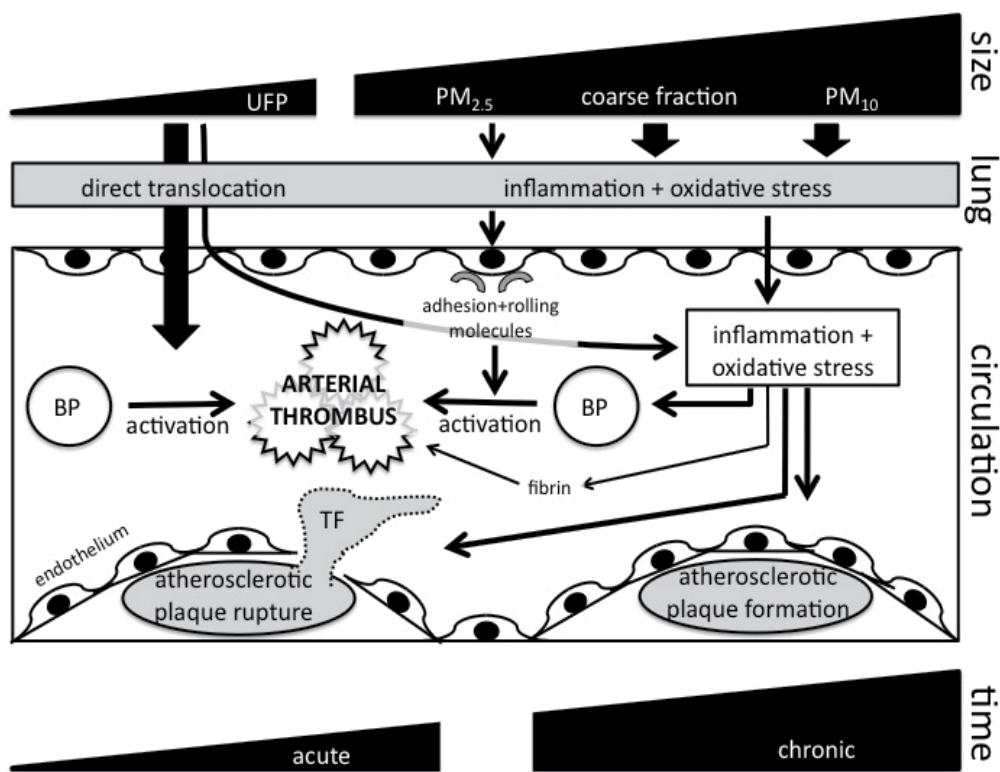 size
UFP
PM2.5
coarse fraction
PM10
lung
direct translocation
inflammation + oxidative stress
circulation
adhesion+rolling
molecules
inflammation +
oxidative stress
BP
activation
ARTERIAL
THROMBUS
activation
BP
fibrin
TF
endothelium
atherosclerotic
plaque rupture
atherosclerotic
plaque formation
time
acute
chronic